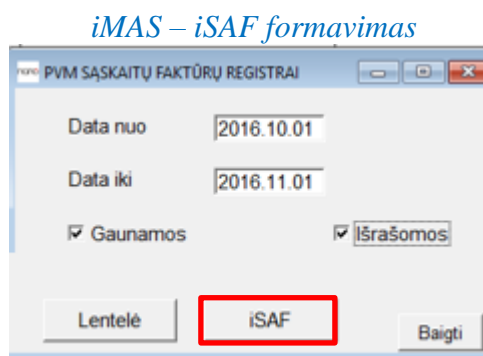 iMAS – iSAF formavimas
PVM SĄSKAITŲ FAKTŪRŲ REGISTRAI
Data nuo 2016.10.01
Data iki 2016.11.01
Gaunamos Išrašomos
Lentelė iSAF Baigti